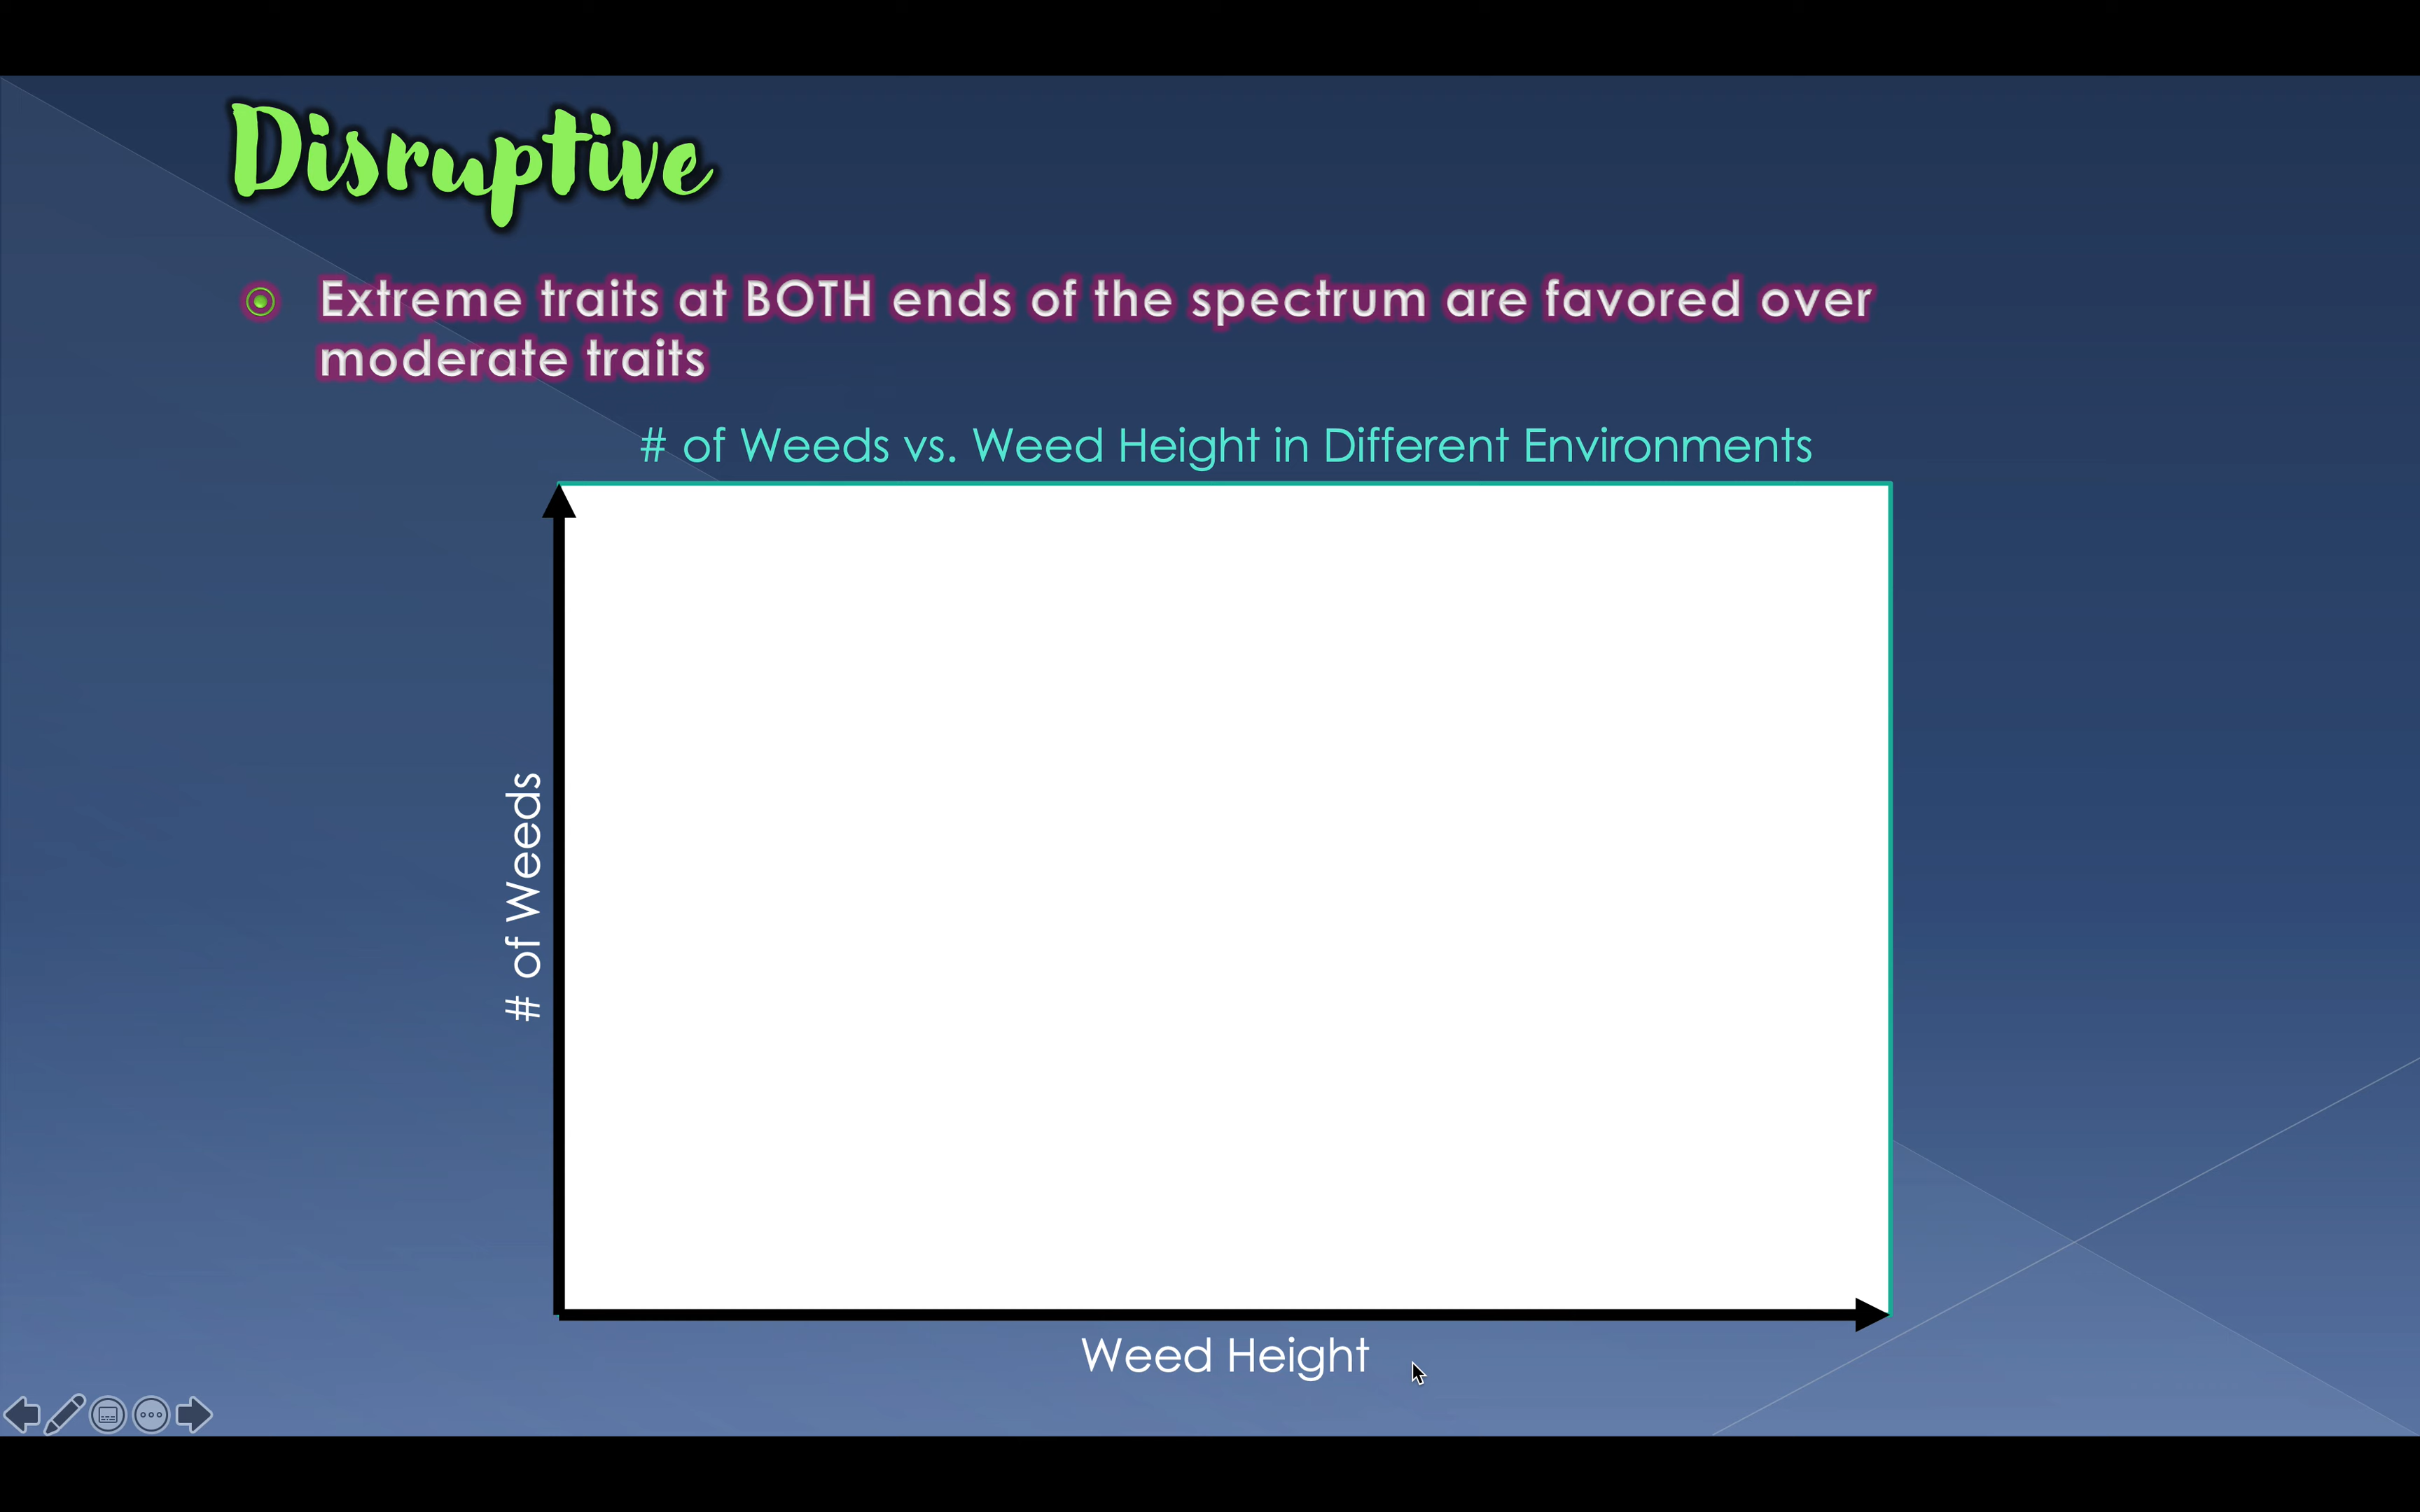 Disruptive
Extreme traits at BOTH ends of the spectrum are favored over
moderate traits
# of Weeds vs. Weed Height in Different Environments
# of Weeds
Weed Height